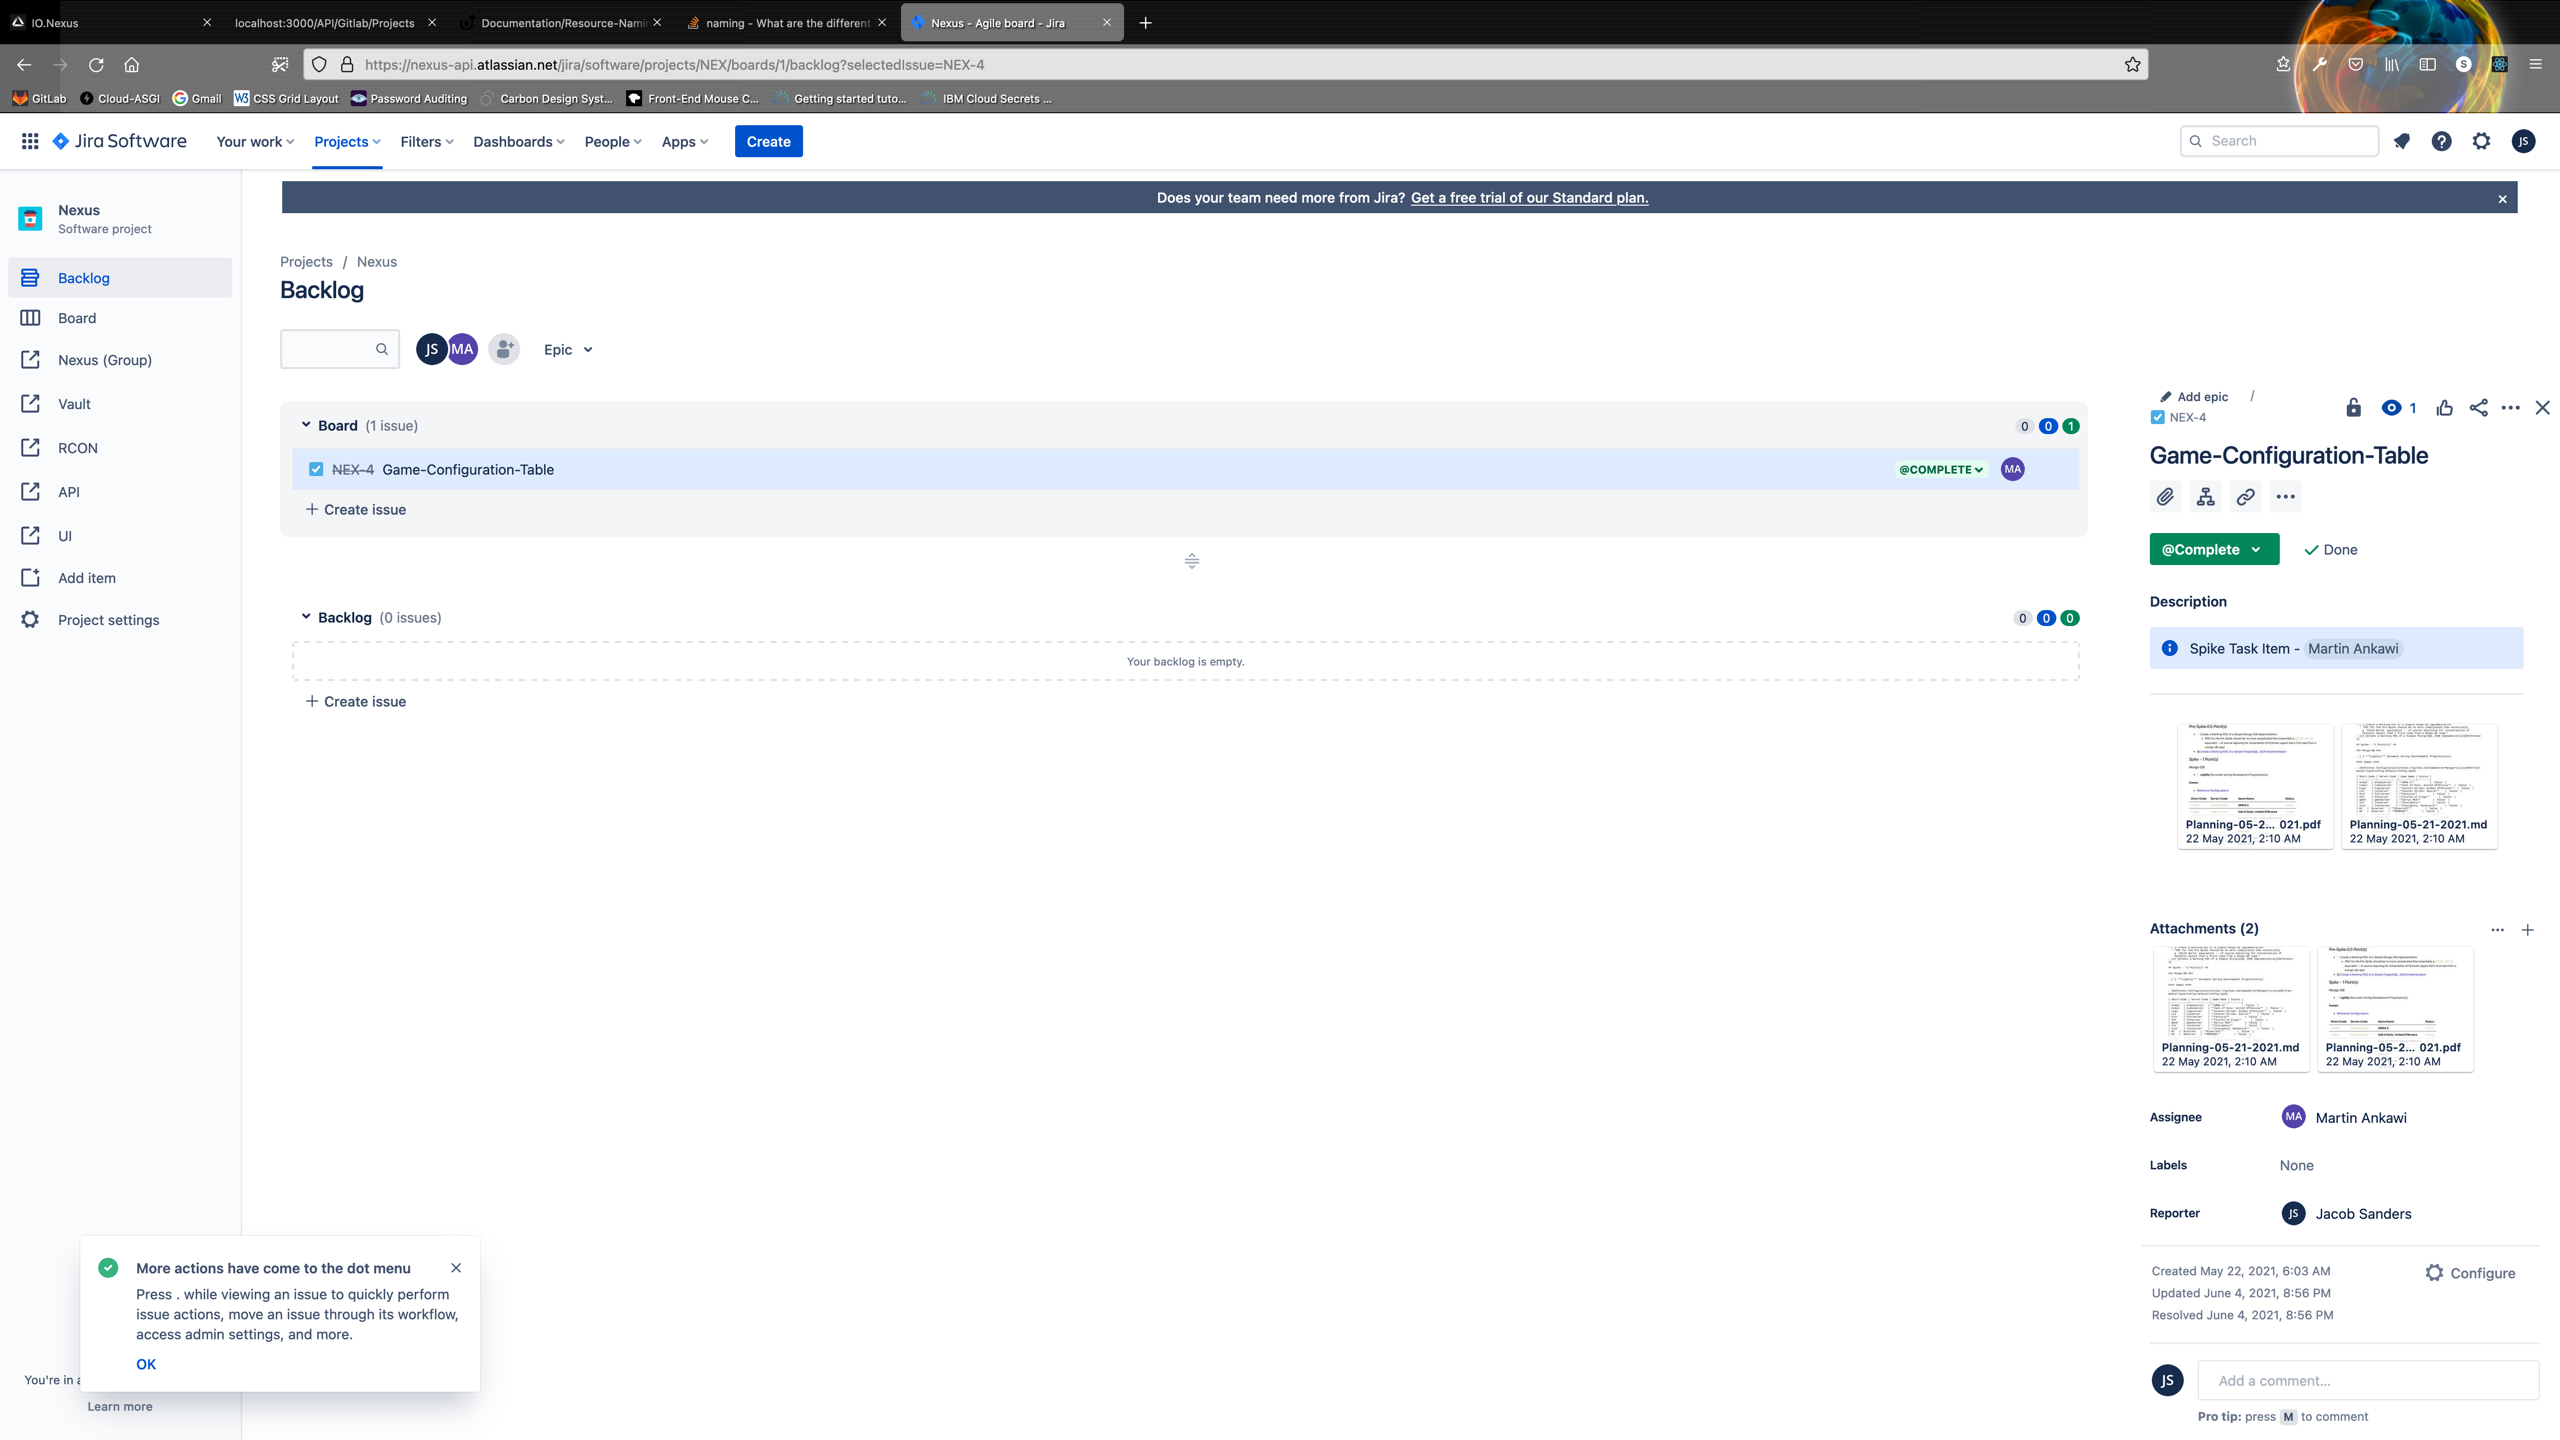 IO.Nexus
localhost:3000/API/Gitlab/Projects
Documentation/Resource-Nami
naming - What are the different
Nexus - Agile board - Jira
https://nexus-api.atlassian.net/jira/software/projects/NEX/boards/1/backlog?selectedIssue=NEX-4
S
GitLab
Cloud-ASGI
Gmail
CSS Grid Layout
Password Auditing
Carbon Design Syst...
Front-End Mouse C...
Getting started tuto...
IBM Cloud Secrets ...
Jira Software
Your work
Projects
Filters
Dashboards
People
Apps
Create
Search
JS
Does your team need more from Jira? Get a free trial of our Standard plan.
Nexus
Software project
Backlog
Board
Nexus (Group)
Vault
RCON
API
UI
Add item
Project settings
Projects / Nexus
Backlog
JS
MA
Epic
Board (1 issue)
0 0 1
NEX-4 Game-Configuration-Table
@COMPLETE
MA
+ Create issue
Backlog (0 issues)
0 0 0
Your backlog is empty.
+ Create issue
Add epic /
NEX-4
1
Game-Configuration-Table
@Complete
Done
Description
Spike Task Item - Martin Ankawi
Planning-05-2... 021.pdf
22 May 2021, 2:10 AM
Planning-05-21-2021.md
22 May 2021, 2:10 AM
Attachments (2)
Planning-05-21-2021.md
22 May 2021, 2:10 AM
Planning-05-2... 021.pdf
22 May 2021, 2:10 AM
Assignee
MA
Martin Ankawi
Labels
None
Reporter
JS
Jacob Sanders
Created May 22, 2021, 6:03 AM
Configure
Updated June 4, 2021, 8:56 PM
Resolved June 4, 2021, 8:56 PM
JS
Add a comment...
Pro tip: press M to comment
More actions have come to the dot menu
Press . while viewing an issue to quickly perform
issue actions, move an issue through its workflow,
access admin settings, and more.
OK
You're in a
Learn more